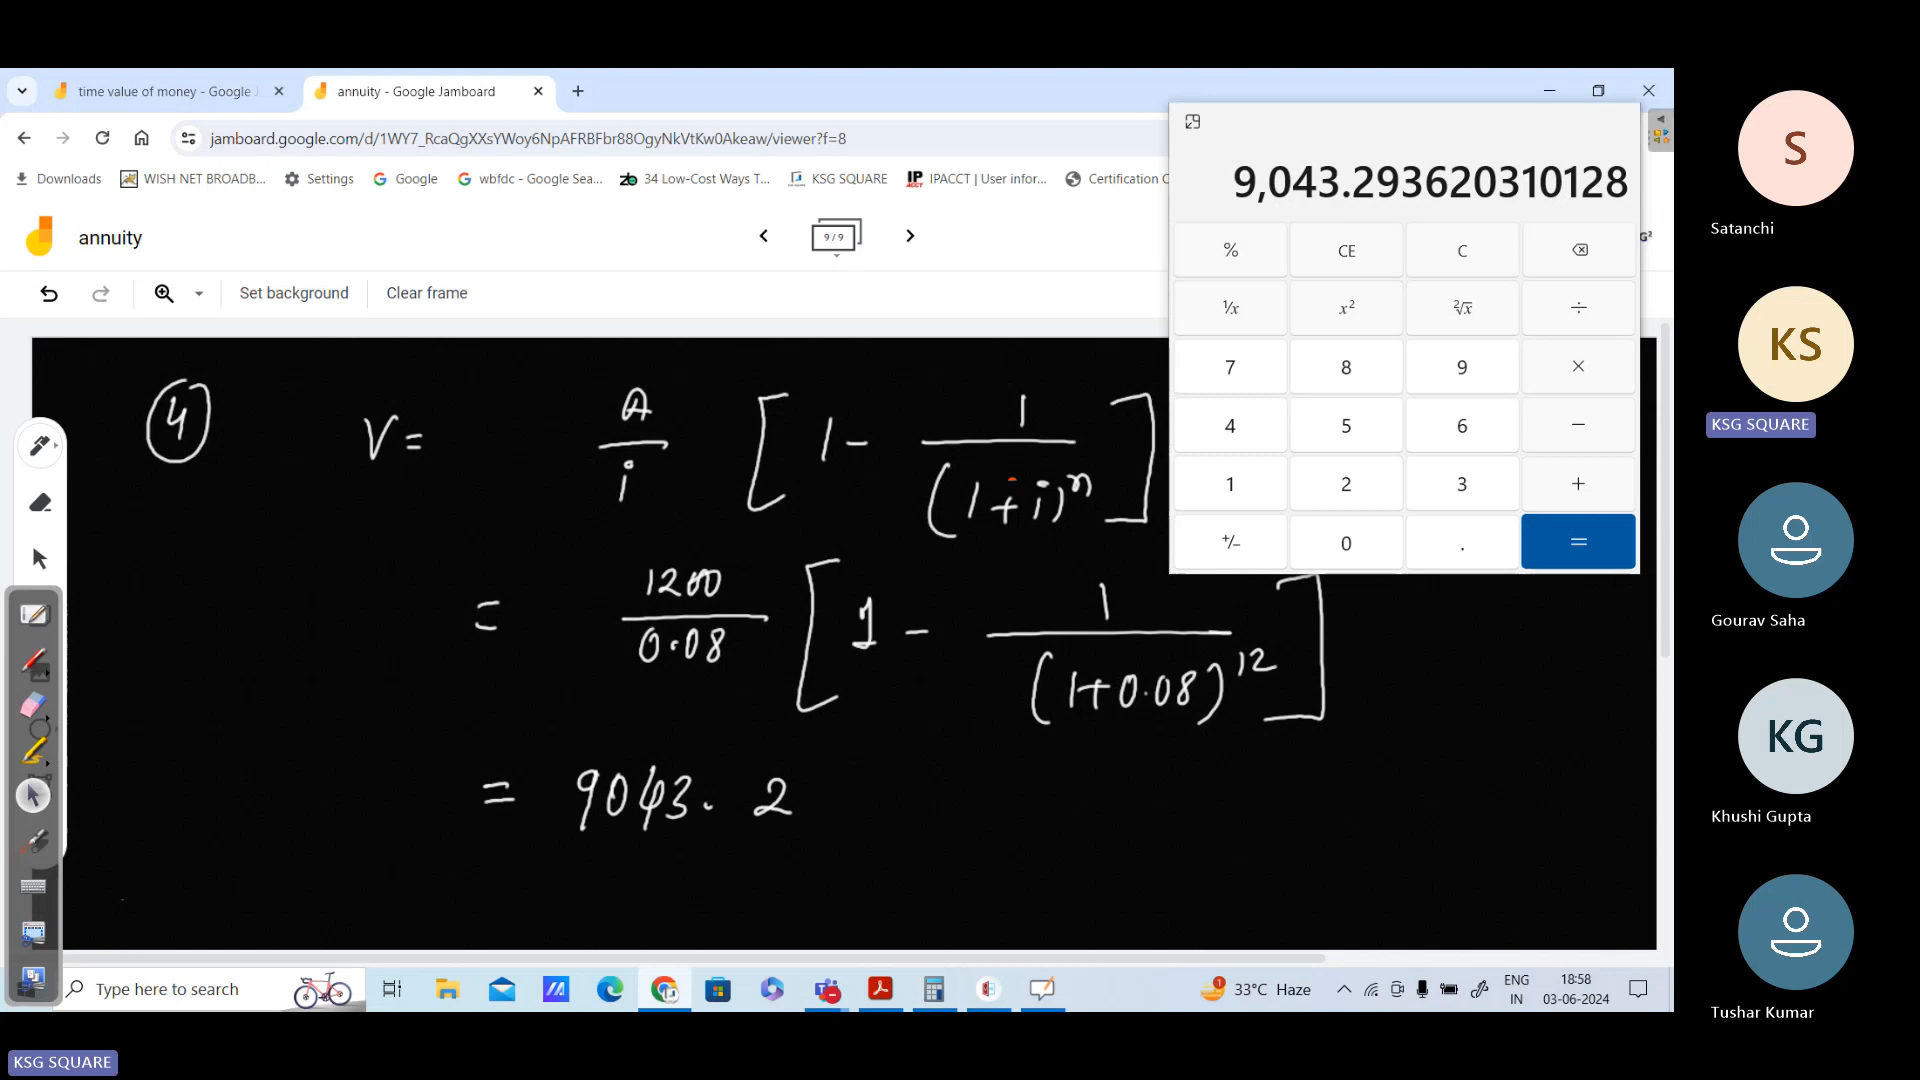 time value of money - Google J
annuity - Google Jamboard
jamboard.google.com/d/1WY7_RcaQgXXsYWoy6NpAFRBFbr88OgyNkVtKw0Akeaw/viewer?f=8
Downloads WISH NET BROADB... Settings Google wbfdc - Google Sea... 34 Low-Cost Ways T... KSG SQUARE IPACCT | User infor... Certification C
annuity
9 / 9
Set background Clear frame
9,043.293620310128
% CE C ⌫
¹/x x² ²√x ÷
7 8 9 ×
4 5 6 −
1 2 3 +
+/− 0 . =
④ V = A/i [1 - 1/(1+i)^n]
= 1200/0.08 [1 - 1/(1+0.08)^12]
= 9043. 2
Type here to search
1
33°C Haze
ENG
IN
18:58
03-06-2024
S
Satanchi
KS
KSG SQUARE
Gourav Saha
KG
Khushi Gupta
Tushar Kumar
KSG SQUARE